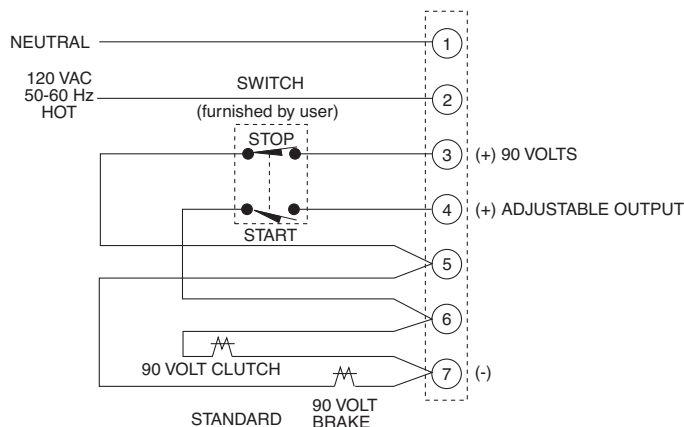 NEUTRAL
1
120 VAC
50-60 Hz
HOT
SWITCH
(furnished by user)
2
STOP
3
(+) 90 VOLTS
START
4
(+) ADJUSTABLE OUTPUT
5
6
90 VOLT CLUTCH
7
(-)
STANDARD
90 VOLT
BRAKE